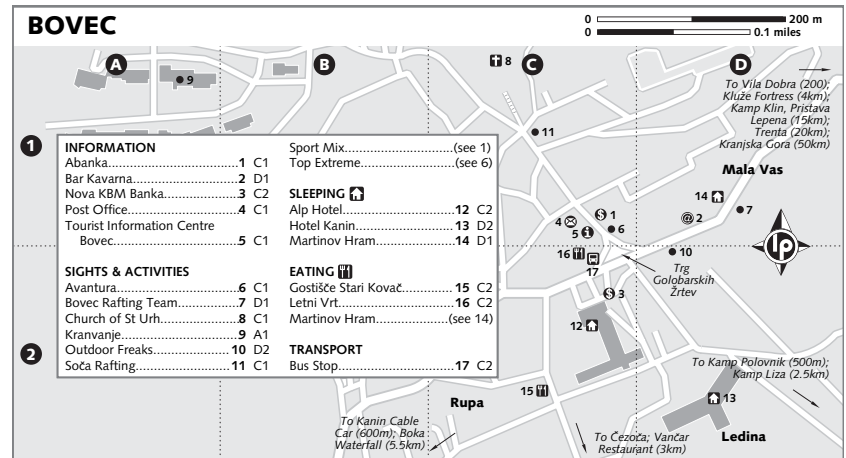 BOVEC
0 200 m
0 0.1 miles
A
B
C
D
1
2
9
8
11
To Vila Dobra (200);
Kluže Fortress (4km);
Kamp Klin, Pristava
Lepena (15km);
Trenta (20km);
Kranjska Gora (50km)
Mala Vas
14
7
2
1
4
5
6
10
16
17
Trg
Golobarskih
Žrtev
3
12
lp
INFORMATION
Abanka 1 C1
Bar Kavarna 2 D1
Nova KBM Banka 3 C2
Post Office 4 C1
Tourist Information Centre
Bovec 5 C1
SIGHTS & ACTIVITIES
Avantura 6 C1
Bovec Rafting Team 7 D1
Church of St Urh 8 C1
Kranvanje 9 A1
Outdoor Freaks 10 D2
Soča Rafting 11 C1
Sport Mix (see 1)
Top Extreme (see 6)
SLEEPING
Alp Hotel 12 C2
Hotel Kanin 13 D2
Martinov Hram 14 D1
EATING
Gostišče Stari Kovač 15 C2
Letni Vrt 16 C2
Martinov Hram (see 14)
TRANSPORT
Bus Stop 17 C2
To Kamp Polovnik (500m);
Kamp Liza (2.5km)
15
13
Rupa
Ledina
To Kanin Cable
Car (600m); Boka
Waterfall (5.5km)
To Čezoča; Vančar
Restaurant (3km)